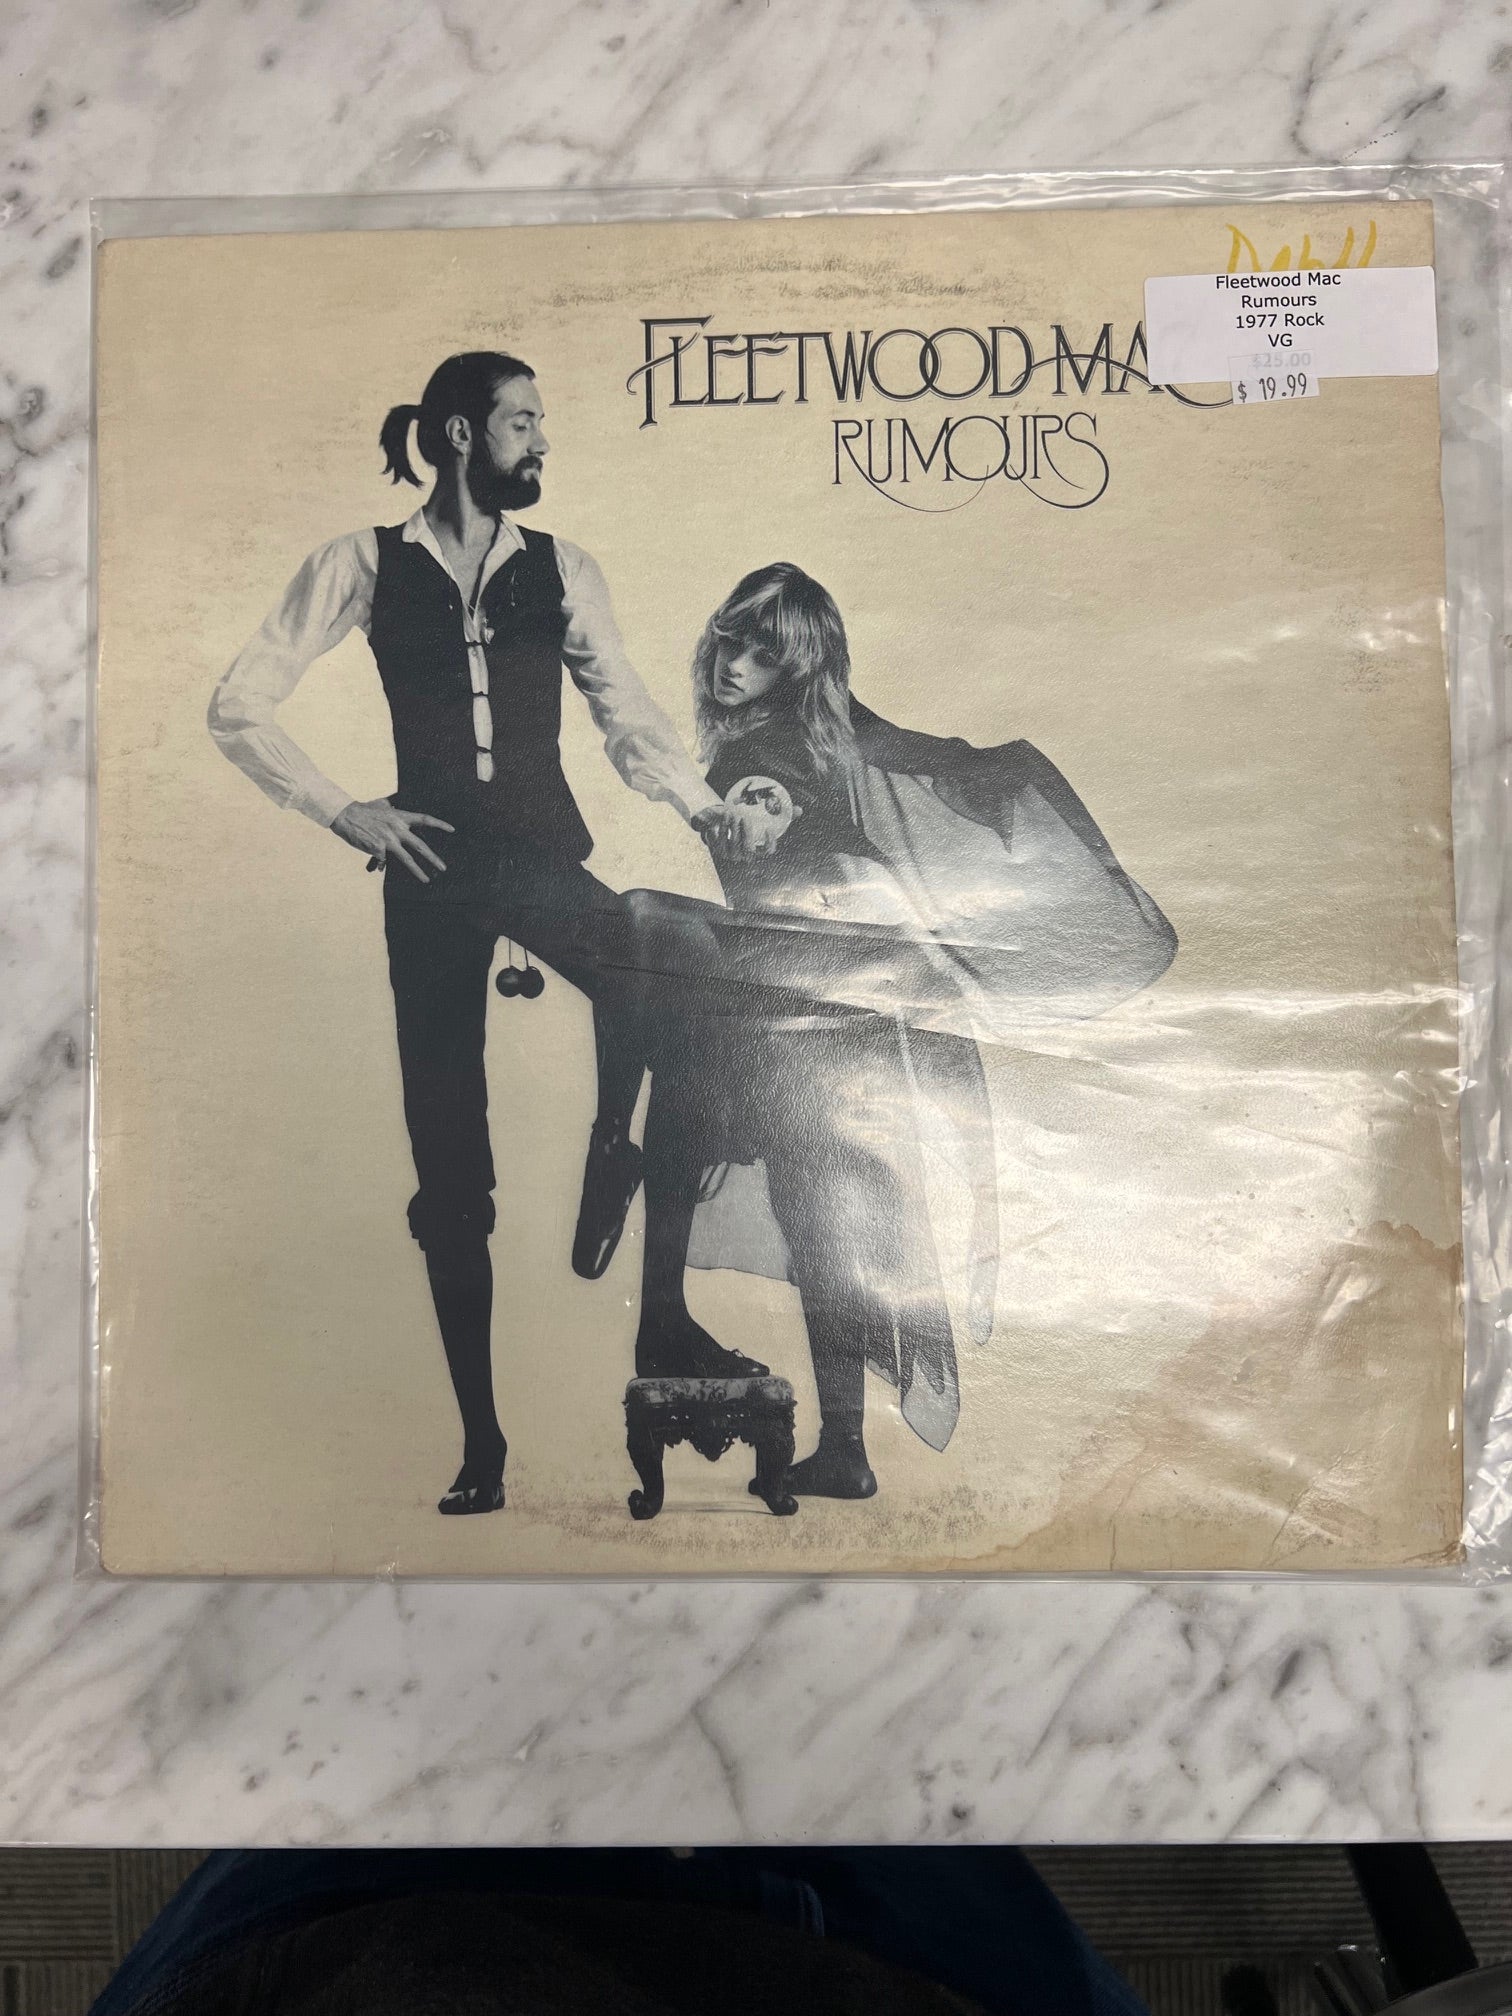 Fleetwood Mac
Rumours
1977 Rock
VG
$25.00
$ 19.99
FLEETWOOD MAC
RUMOURS